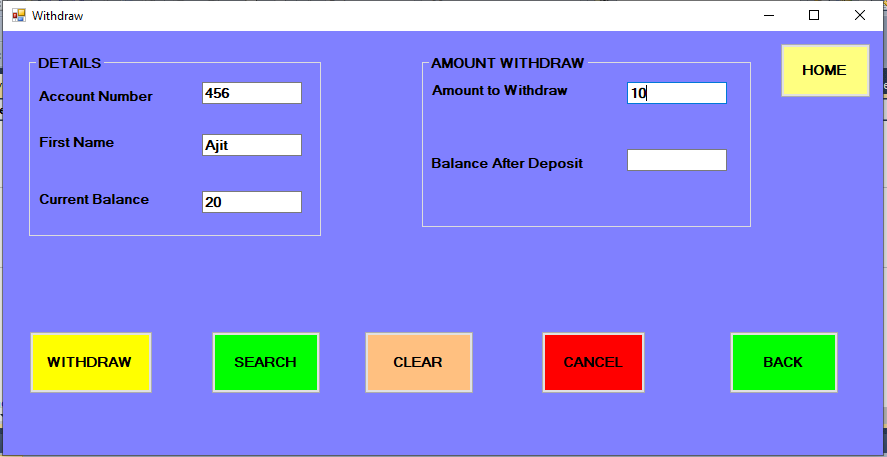 Withdraw
DETAILS
Account Number 456
First Name Ajit
Current Balance 20
AMOUNT WITHDRAW
Amount to Withdraw 10
Balance After Deposit
HOME
WITHDRAW SEARCH CLEAR CANCEL BACK